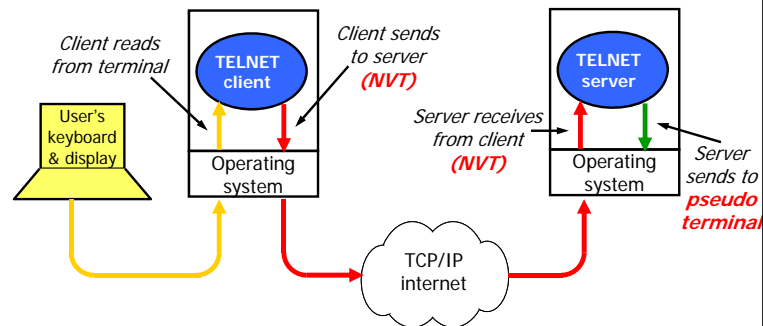 Client reads
from terminal
TELNET
client
Client sends
to server
(NVT)
User's
keyboard
& display
Operating
system
TCP/IP
internet
Server receives
from client
(NVT)
TELNET
server
Operating
system
Server
sends to
pseudo
terminal